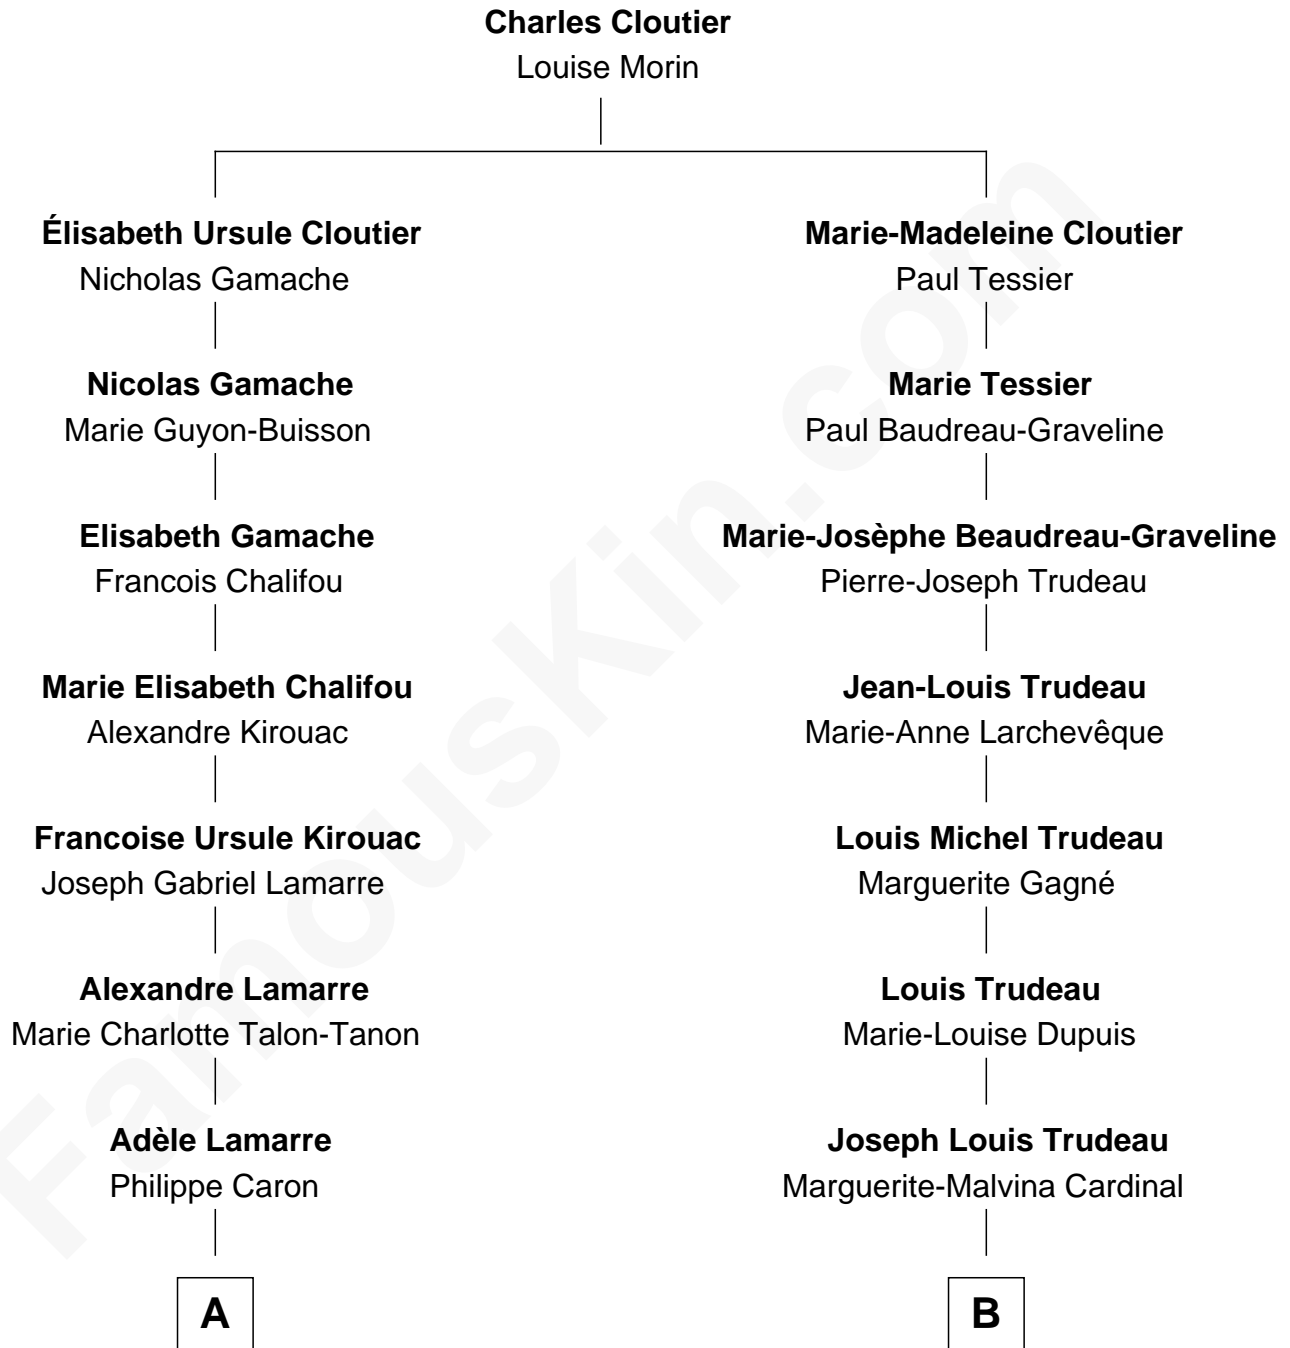 Charles Cloutier
Louise Morin
Élisabeth Ursule Cloutier
Nicholas Gamache
Nicolas Gamache
Marie Guyon-Buisson
Elisabeth Gamache
Francois Chalifou
Marie Elisabeth Chalifou
Alexandre Kirouac
Francoise Ursule Kirouac
Joseph Gabriel Lamarre
Alexandre Lamarre
Marie Charlotte Talon-Tanon
Adèle Lamarre
Philippe Caron
A
Marie-Madeleine Cloutier
Paul Tessier
Marie Tessier
Paul Baudreau-Graveline
Marie-Josèphe Beaudreau-Graveline
Pierre-Joseph Trudeau
Jean-Louis Trudeau
Marie-Anne Larchevêque
Louis Michel Trudeau
Marguerite Gagné
Louis Trudeau
Marie-Louise Dupuis
Joseph Louis Trudeau
Marguerite-Malvina Cardinal
B
FamousKin.com